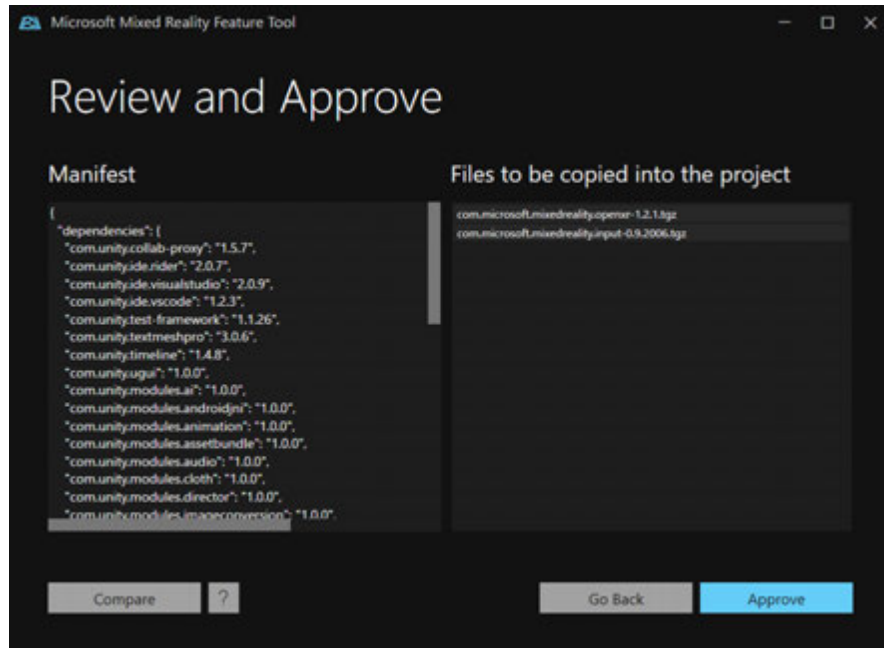 Microsoft Mixed Reality Feature Tool
Review and Approve
Manifest
{
"dependencies": {
"com.unity.collab-proxy": "1.5.7",
"com.unity.ide.rider": "2.0.7",
"com.unity.ide.visualstudio": "2.0.9",
"com.unity.ide.vscode": "1.2.3",
"com.unity.test-framework": "1.1.26",
"com.unity.textmeshpro": "3.0.6",
"com.unity.timeline": "1.4.8",
"com.unity.ugui": "1.0.0",
"com.unity.modules.ai": "1.0.0",
"com.unity.modules.androidjni": "1.0.0",
"com.unity.modules.animation": "1.0.0",
"com.unity.modules.assetbundle": "1.0.0",
"com.unity.modules.audio": "1.0.0",
"com.unity.modules.cloth": "1.0.0",
"com.unity.modules.director": "1.0.0",
"com.unity.modules.imageconversion": "1.0.0",
Files to be copied into the project
com.microsoft.mixedreality.openxr-1.2.1.tgz
com.microsoft.mixedreality.input-0.9.2006.tgz
Compare
?
Go Back
Approve